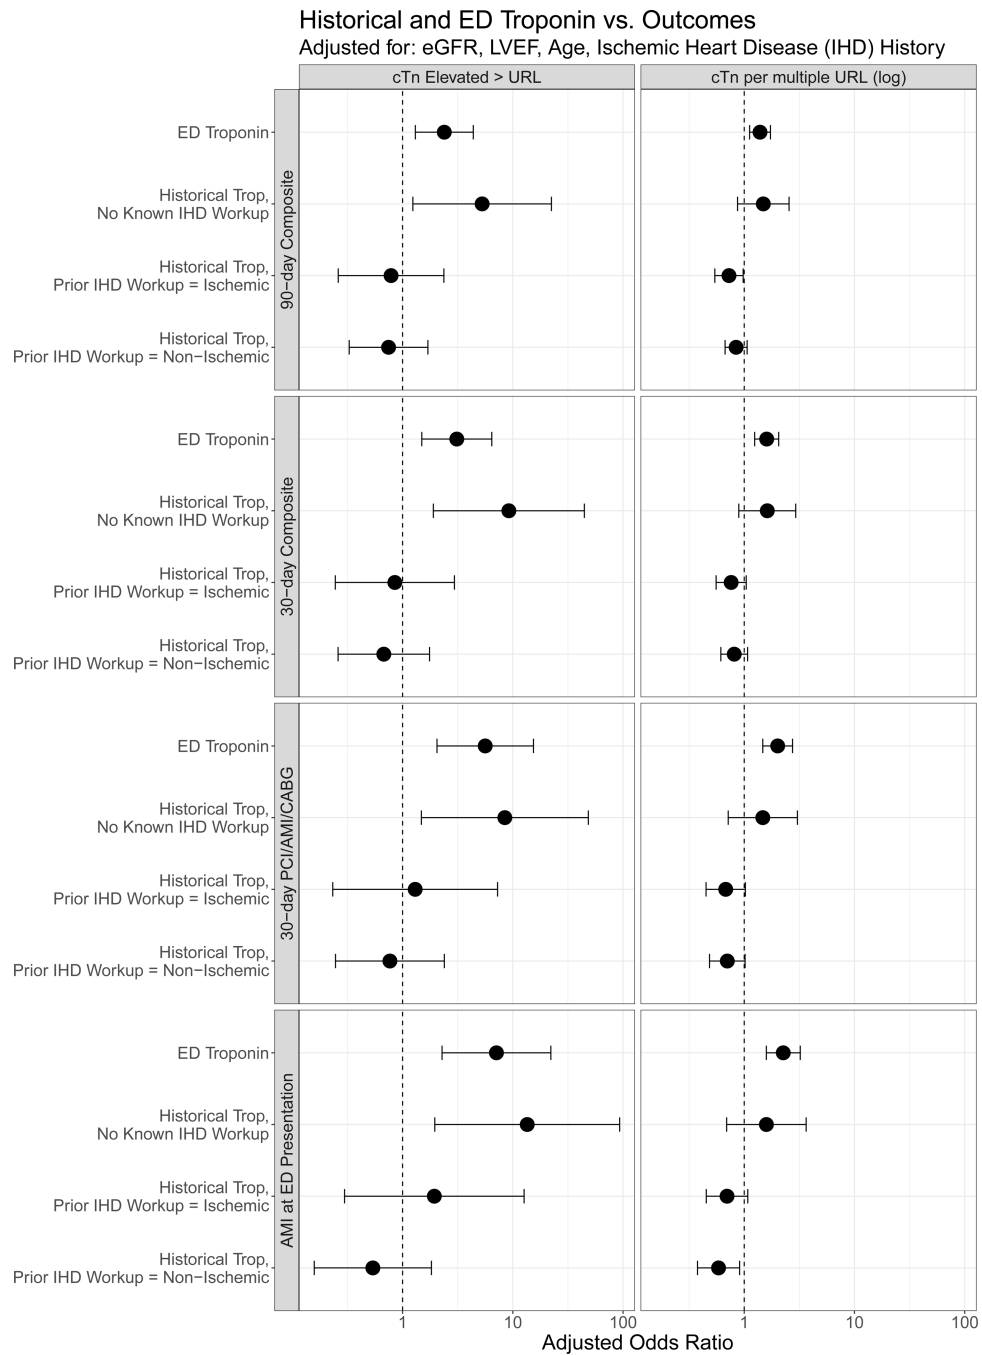 Historical and ED Troponin vs. Outcomes
Adjusted for: eGFR, LVEF, Age, Ischemic Heart Disease (IHD) History
cTn Elevated > URL
cTn per multiple URL (log)
90−day Composite
ED Troponin
Historical Trop,
No Known IHD Workup
Historical Trop,
Prior IHD Workup = Ischemic
Historical Trop,
Prior IHD Workup = Non−Ischemic
30−day Composite
ED Troponin
Historical Trop,
No Known IHD Workup
Historical Trop,
Prior IHD Workup = Ischemic
Historical Trop,
Prior IHD Workup = Non−Ischemic
30−day PCI/AMI/CABG
ED Troponin
Historical Trop,
No Known IHD Workup
Historical Trop,
Prior IHD Workup = Ischemic
Historical Trop,
Prior IHD Workup = Non−Ischemic
AMI at ED Presentation
ED Troponin
Historical Trop,
No Known IHD Workup
Historical Trop,
Prior IHD Workup = Ischemic
Historical Trop,
Prior IHD Workup = Non−Ischemic
1 10 100 1 10 100
Adjusted Odds Ratio